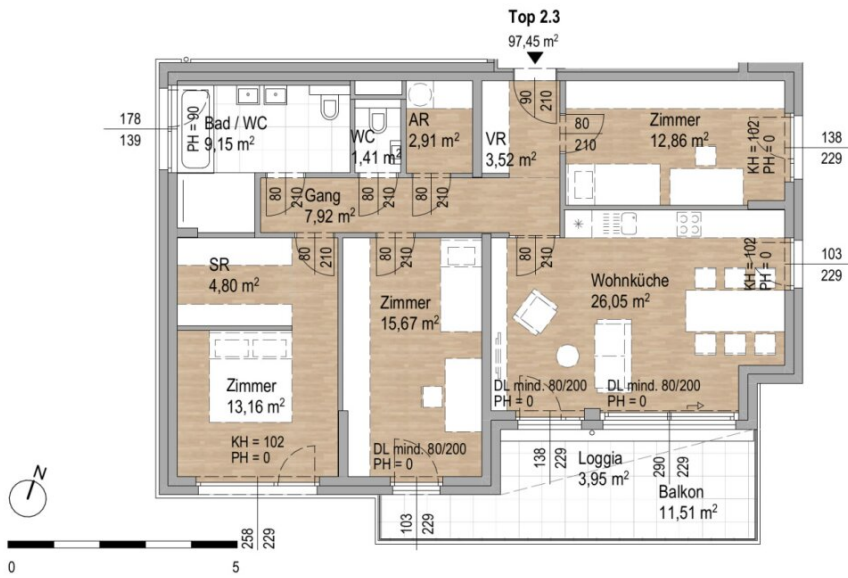 Top 2.3
97,45 m²
178
139
PH = 90
Bad / WC
9,15 m²
WC
1,41 m²
AR
2,91 m²
VR
3,52 m²
90
210
80
210
Zimmer
12,86 m²
KH = 102
PH = 0
138
229
Gang
7,92 m²
80
210
80
210
80
210
80
210
80
210
80
210
SR
4,80 m²
Zimmer
15,67 m²
Wohnküche
26,05 m²
KH = 102
PH = 0
103
229
Zimmer
13,16 m²
KH = 102
PH = 0
DL mind. 80/200
PH = 0
DL mind. 80/200
PH = 0
DL mind. 80/200
PH = 0
258
229
103
229
138
229
290
229
Loggia
3,95 m²
Balkon
11,51 m²
N
0
5